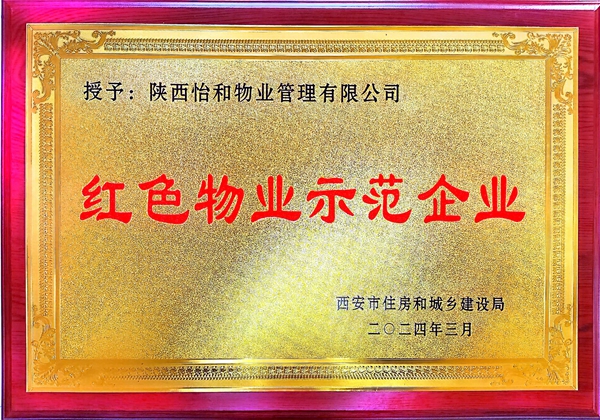 授予：陕西怡和物业管理有限公司
红色物业示范企业
西安市住房和城乡建设局
二〇二四年三月